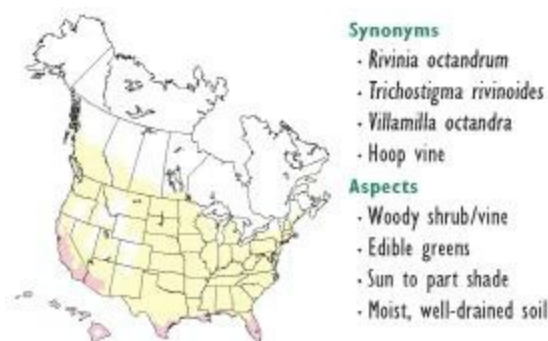 Synonyms
· Rivinia octandrum
· Trichostigma rivinoides
· Villamilla octandra
· Hoop vine
Aspects
· Woody shrub/vine
· Edible greens
· Sun to part shade
· Moist, well-drained soil